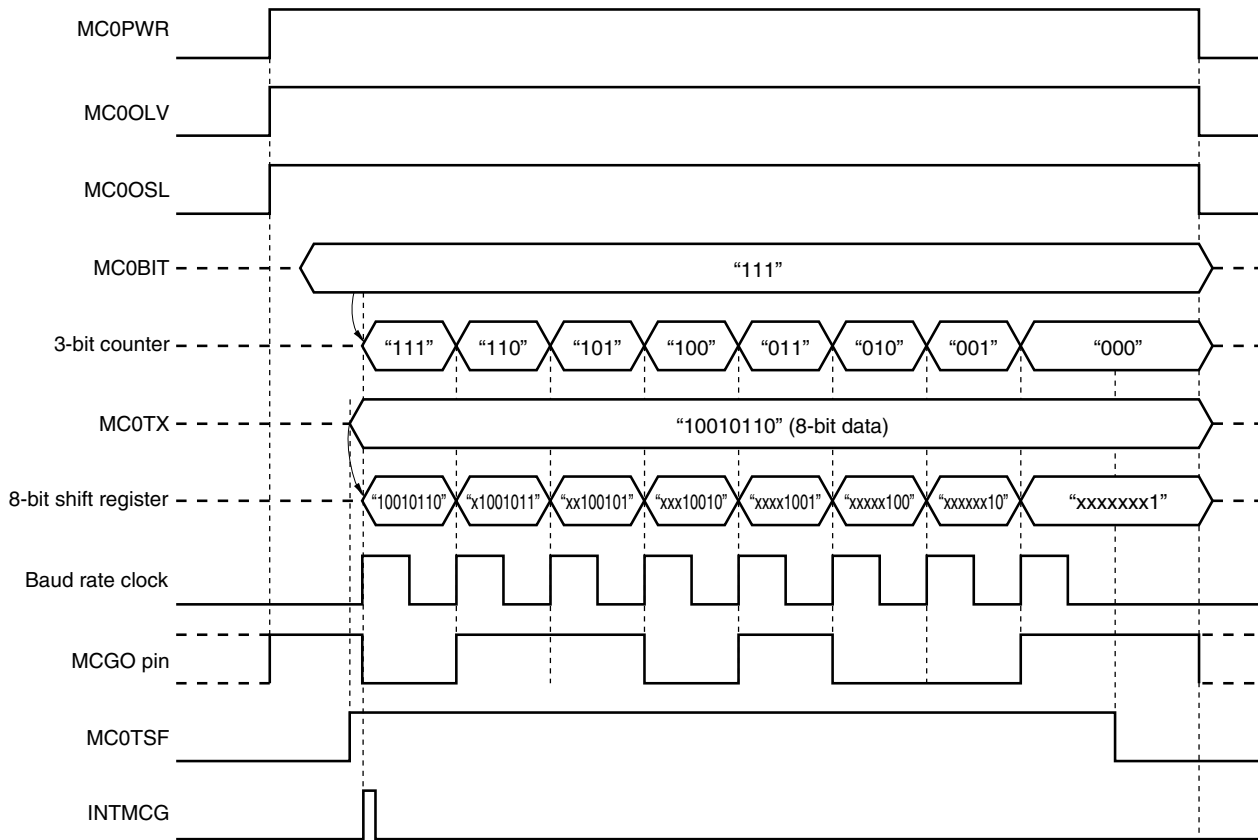 MC0PWR
MC0OLV
MC0OSL
MC0BIT
“111”
3-bit counter
“111” “110” “101” “100” “011” “010” “001” “000”
MC0TX
“10010110” (8-bit data)
8-bit shift register
“10010110” “x1001011” “xx100101” “xxx10010” “xxxx1001” “xxxxx100” “xxxxxx10” “xxxxxxx1”
Baud rate clock
MCGO pin
MC0TSF
INTMCG